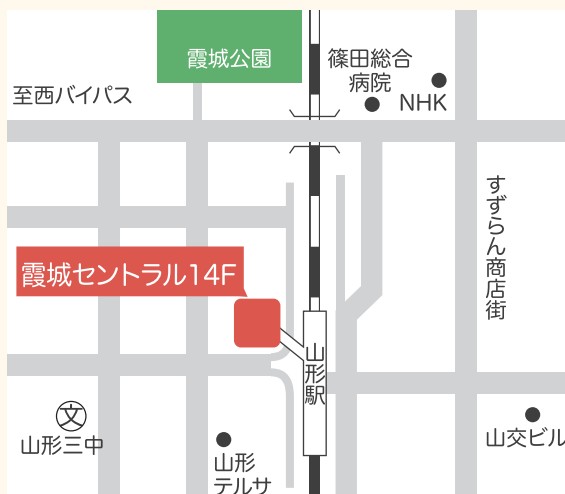 霞城公園
篠田総合
病院
NHK
至西バイパス
すずらん商店街
霞城セントラル14F
山形駅
文
山形三中
山形
テルサ
山交ビル